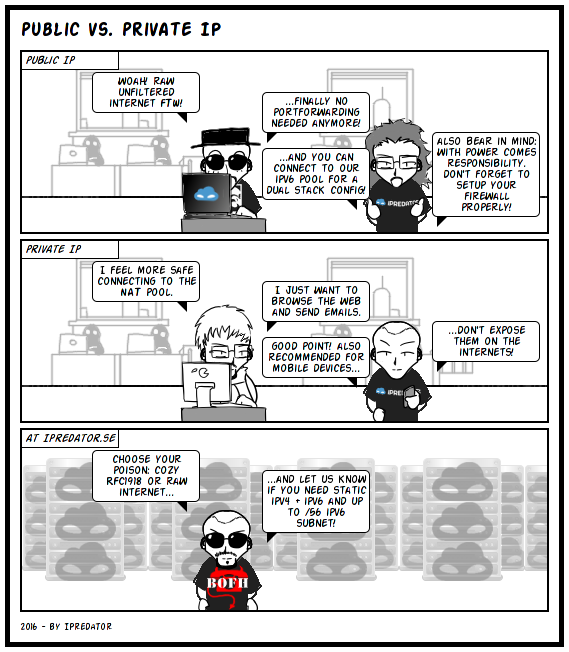 PUBLIC VS. PRIVATE IP
PUBLIC IP
WOAH! RAW
UNFILTERED
INTERNET FTW!
...FINALLY NO
PORTFORWARDING
NEEDED ANYMORE!
...AND YOU CAN
CONNECT TO OUR
IPV6 POOL FOR A
DUAL STACK CONFIG!
ALSO BEAR IN MIND:
WITH POWER COMES
RESPONSIBILITY.
DON'T FORGET TO
SETUP YOUR
FIREWALL
PROPERLY!
IPREDATOR
PRIVATE IP
I FEEL MORE SAFE
CONNECTING TO THE
NAT POOL.
I JUST WANT TO
BROWSE THE WEB
AND SEND EMAILS.
GOOD POINT! ALSO
RECOMMENDED FOR
MOBILE DEVICES...
...DON'T EXPOSE
THEM ON THE
INTERNETS!
IPRED
AT IPREDATOR.SE
CHOOSE YOUR
POISON: COZY
RFC1918 OR RAW
INTERNET...
...AND LET US KNOW
IF YOU NEED STATIC
IPV4 + IPV6 AND UP
TO /56 IPV6
SUBNET!
BOFH
2016 - BY IPREDATOR